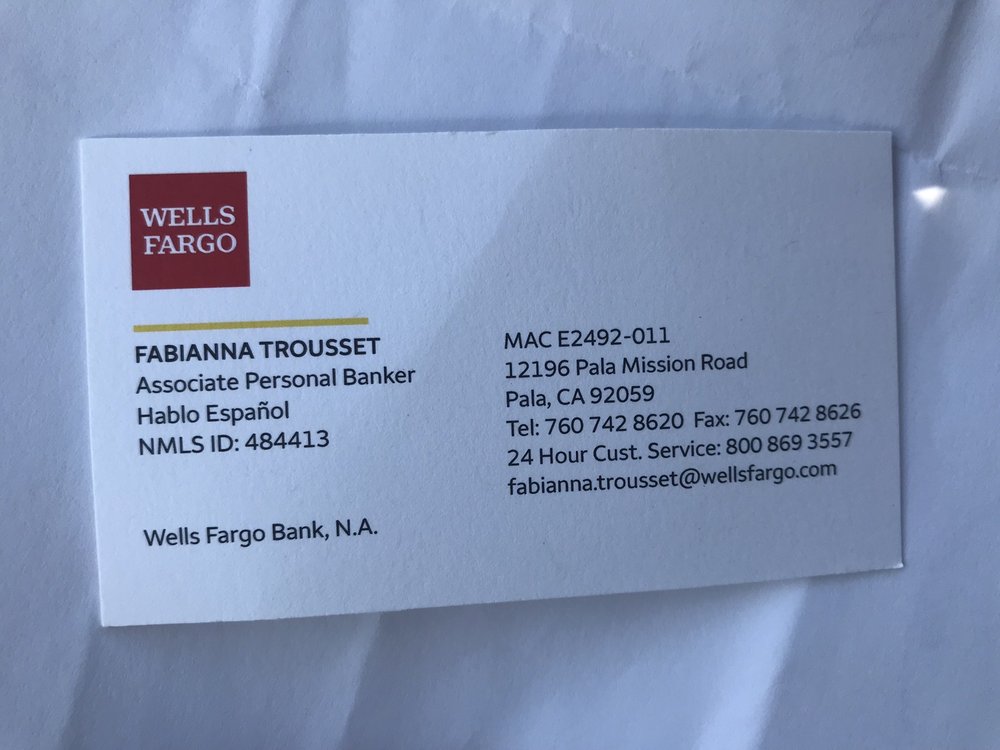 WELLS
FARGO
FABIANNA TROUSSET
Associate Personal Banker
Hablo Español
NMLS ID: 484413
Wells Fargo Bank, N.A.
MAC E2492-011
12196 Pala Mission Road
Pala, CA 92059
Tel: 760 742 8620 Fax: 760 742 8626
24 Hour Cust. Service: 800 869 3557
fabianna.trousset@wellsfargo.com